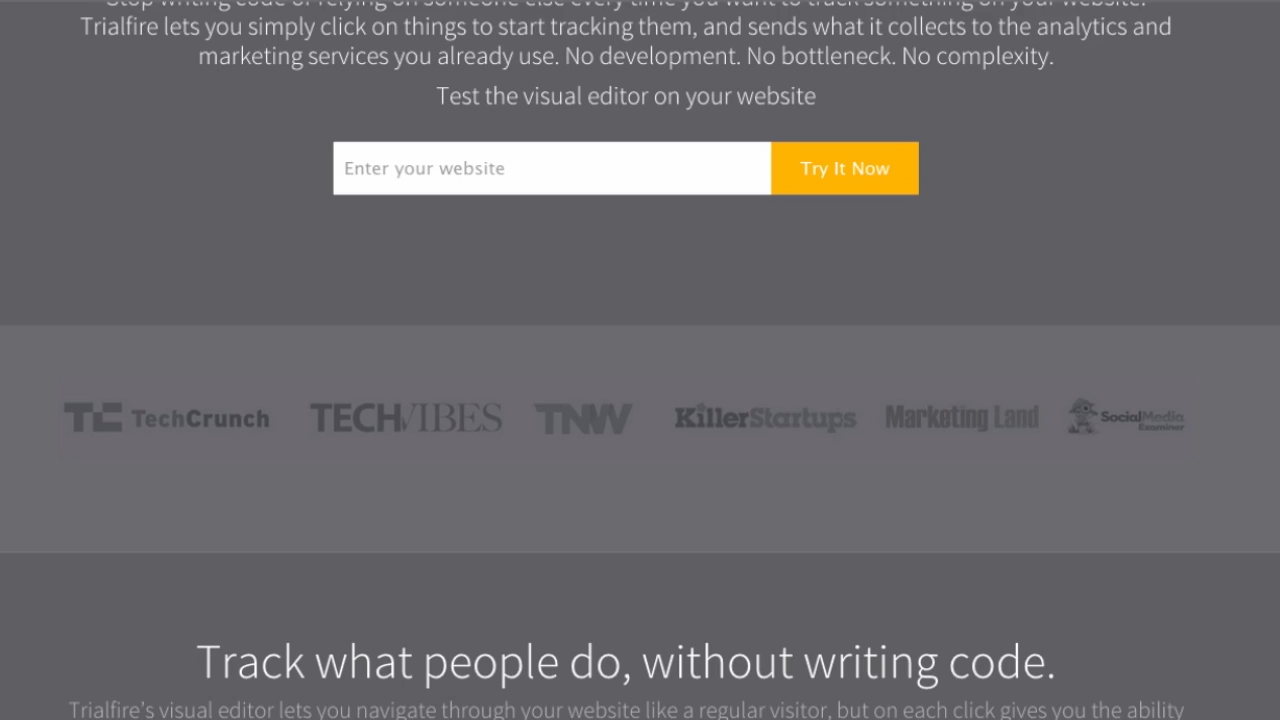 Stop writing code or relying on someone else every time you want to track something on your website.
Trialfire lets you simply click on things to start tracking them, and sends what it collects to the analytics and
marketing services you already use. No development. No bottleneck. No complexity.
Test the visual editor on your website
Enter your website Try It Now
TC TechCrunch TECHVIBES TNW KillerStartups Marketing Land SocialMedia Examiner
Track what people do, without writing code.
Trialfire’s visual editor lets you navigate through your website like a regular visitor, but on each click gives you the ability